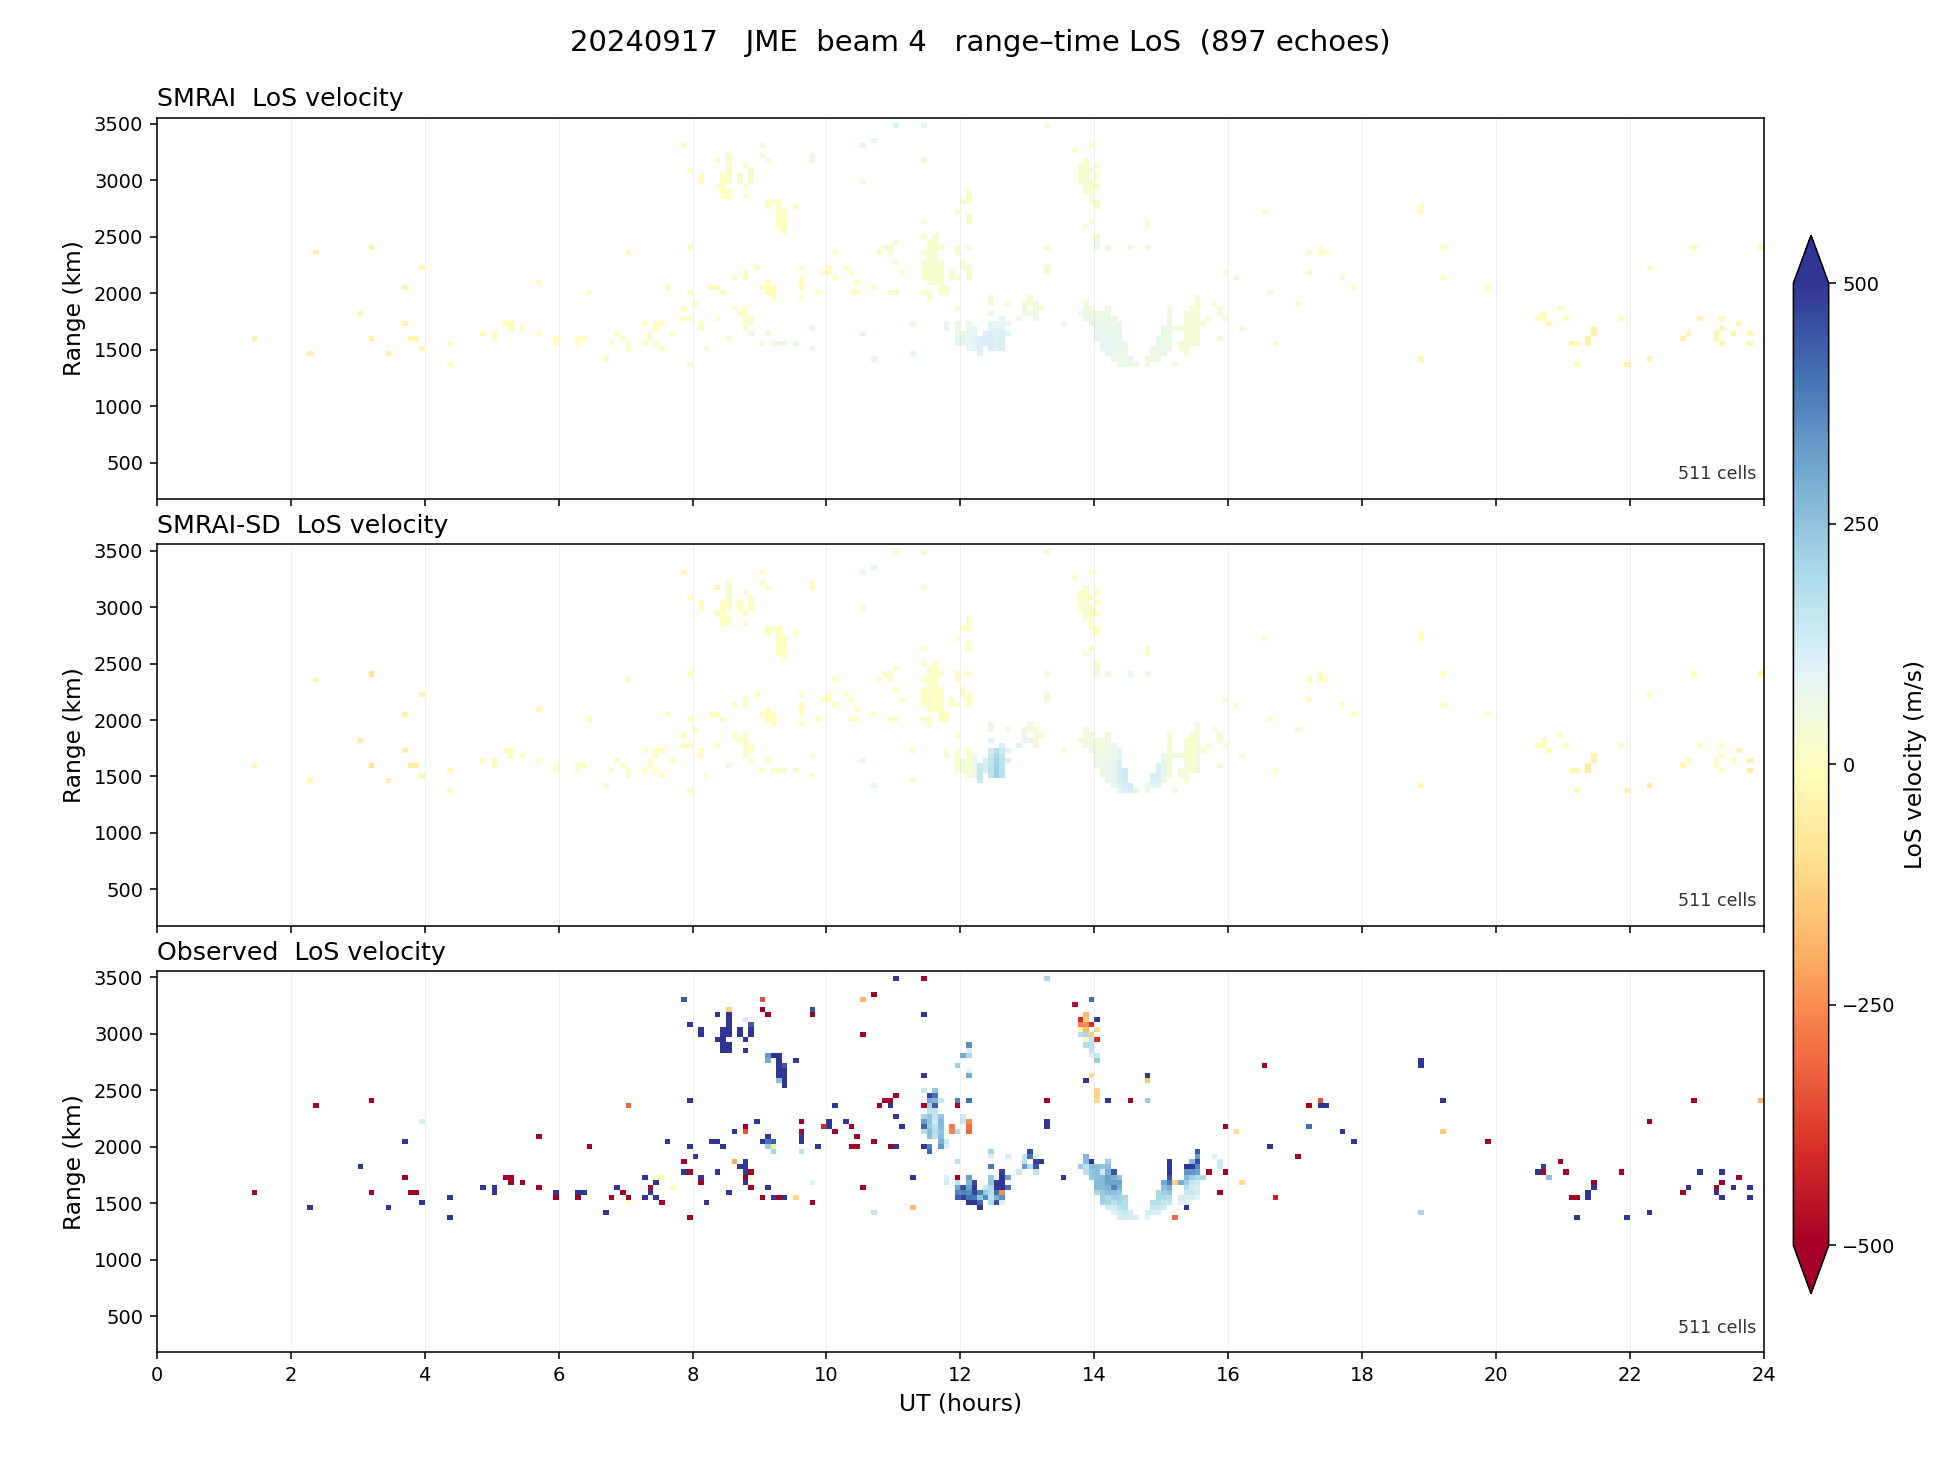 20240917 JME beam 4 range–time LoS (897 echoes)
SMRAI LoS velocity
3500
3000
2500
2000
1500
1000
500
Range (km)
511 cells
SMRAI-SD LoS velocity
3500
3000
2500
2000
1500
1000
500
Range (km)
511 cells
Observed LoS velocity
3500
3000
2500
2000
1500
1000
500
Range (km)
511 cells
0 2 4 6 8 10 12 14 16 18 20 22 24
UT (hours)
500
250
0
−250
−500
LoS velocity (m/s)